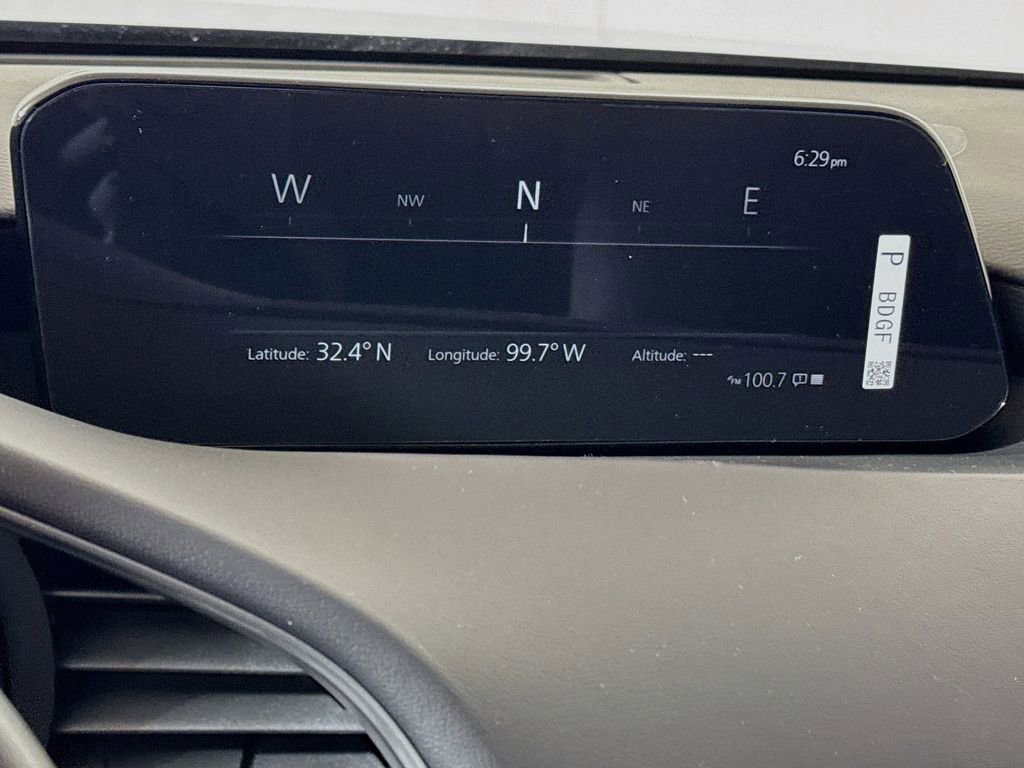 6:29pm
W NW N NE E
Latitude: 32.4° N Longitude: 99.7° W Altitude: ---
FM 100.7
P BDGF